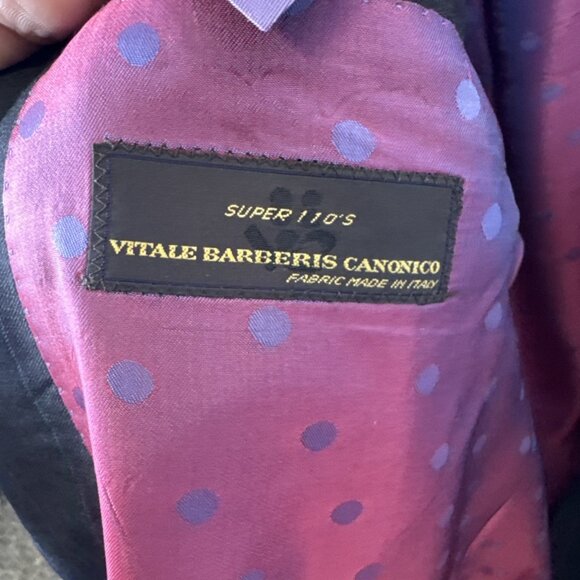 SUPER 110'S
VITALE BARBERIS CANONICO
FABRIC MADE IN ITALY